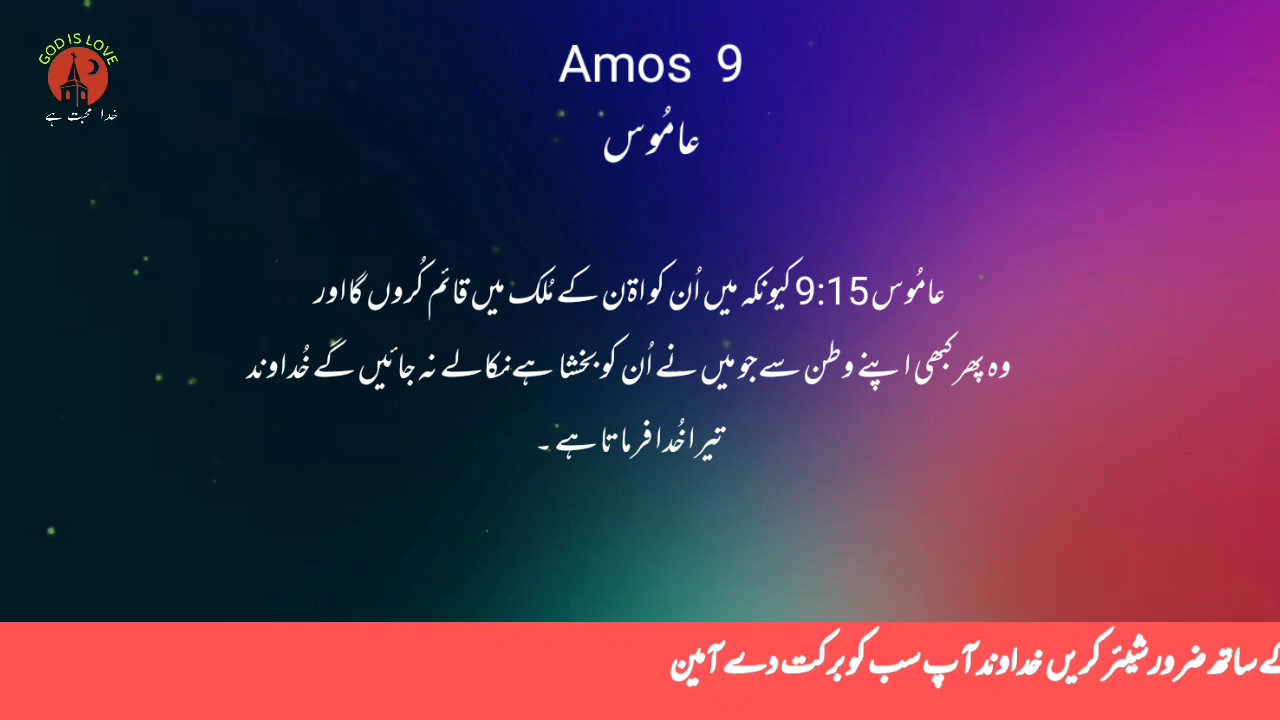 GOD IS LOVE
خدا محبت ہے
Amos 9
عامُوس
عامُوس 9:15 کیونکہ میں اُن کو اۃن کے مُلک میں قائم کُروں گا اور
وہ پھر کبھی اپنے وطن سے جو میں نے اُن کو بخشا ہے نکالے نہ جائیں گے خُداوند
تیرا خُدا فرماتا ہے ۔
کے ساتھ ضرور شیئر کریں خداوند آپ سب کو برکت دے آمین